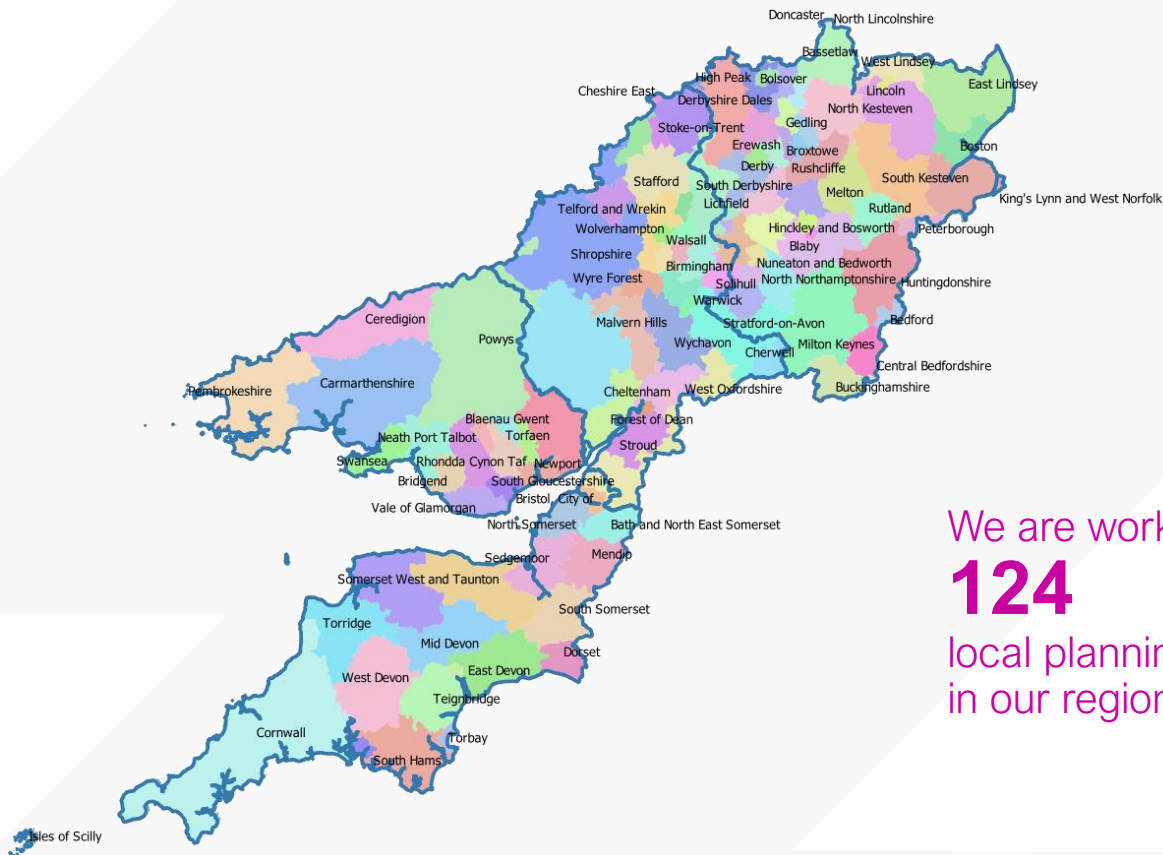 Doncaster
North Lincolnshire
Bassetlaw
West Lindsey
High Peak
Bolsover
East Lindsey
Cheshire East
Lincoln
Derbyshire Dales
North Kesteven
Gedling
Stoke-on-Trent
Erewash
Broxtowe
Boston
Derby
Rushcliffe
South Kesteven
Stafford
South Derbyshire
Melton
King's Lynn and West Norfolk
Lichfield
Rutland
Telford and Wrekin
Wolverhampton
Hinckley and Bosworth
Peterborough
Walsall
Blaby
Shropshire
Birmingham
Nuneaton and Bedworth
Wyre Forest
Solihull
North Northamptonshire
Huntingdonshire
Warwick
Ceredigion
Malvern Hills
Stratford-on-Avon
Bedford
Powys
Wychavon
Cherwell
Milton Keynes
Central Bedfordshire
Carmarthenshire
Pembrokeshire
Cheltenham
West Oxfordshire
Buckinghamshire
Blaenau Gwent
Forest of Dean
Neath Port Talbot
Torfaen
Stroud
Swansea
Rhondda Cynon Taf
Newport
Bridgend
South Gloucestershire
Bristol, City of
Vale of Glamorgan
North Somerset
Bath and North East Somerset
Sedgemoor
Mendip
Somerset West and Taunton
South Somerset
Torridge
Mid Devon
Dorset
West Devon
East Devon
Teignbridge
Cornwall
Torbay
South Hams
Isles of Scilly
We are work
124
local plannin
in our region